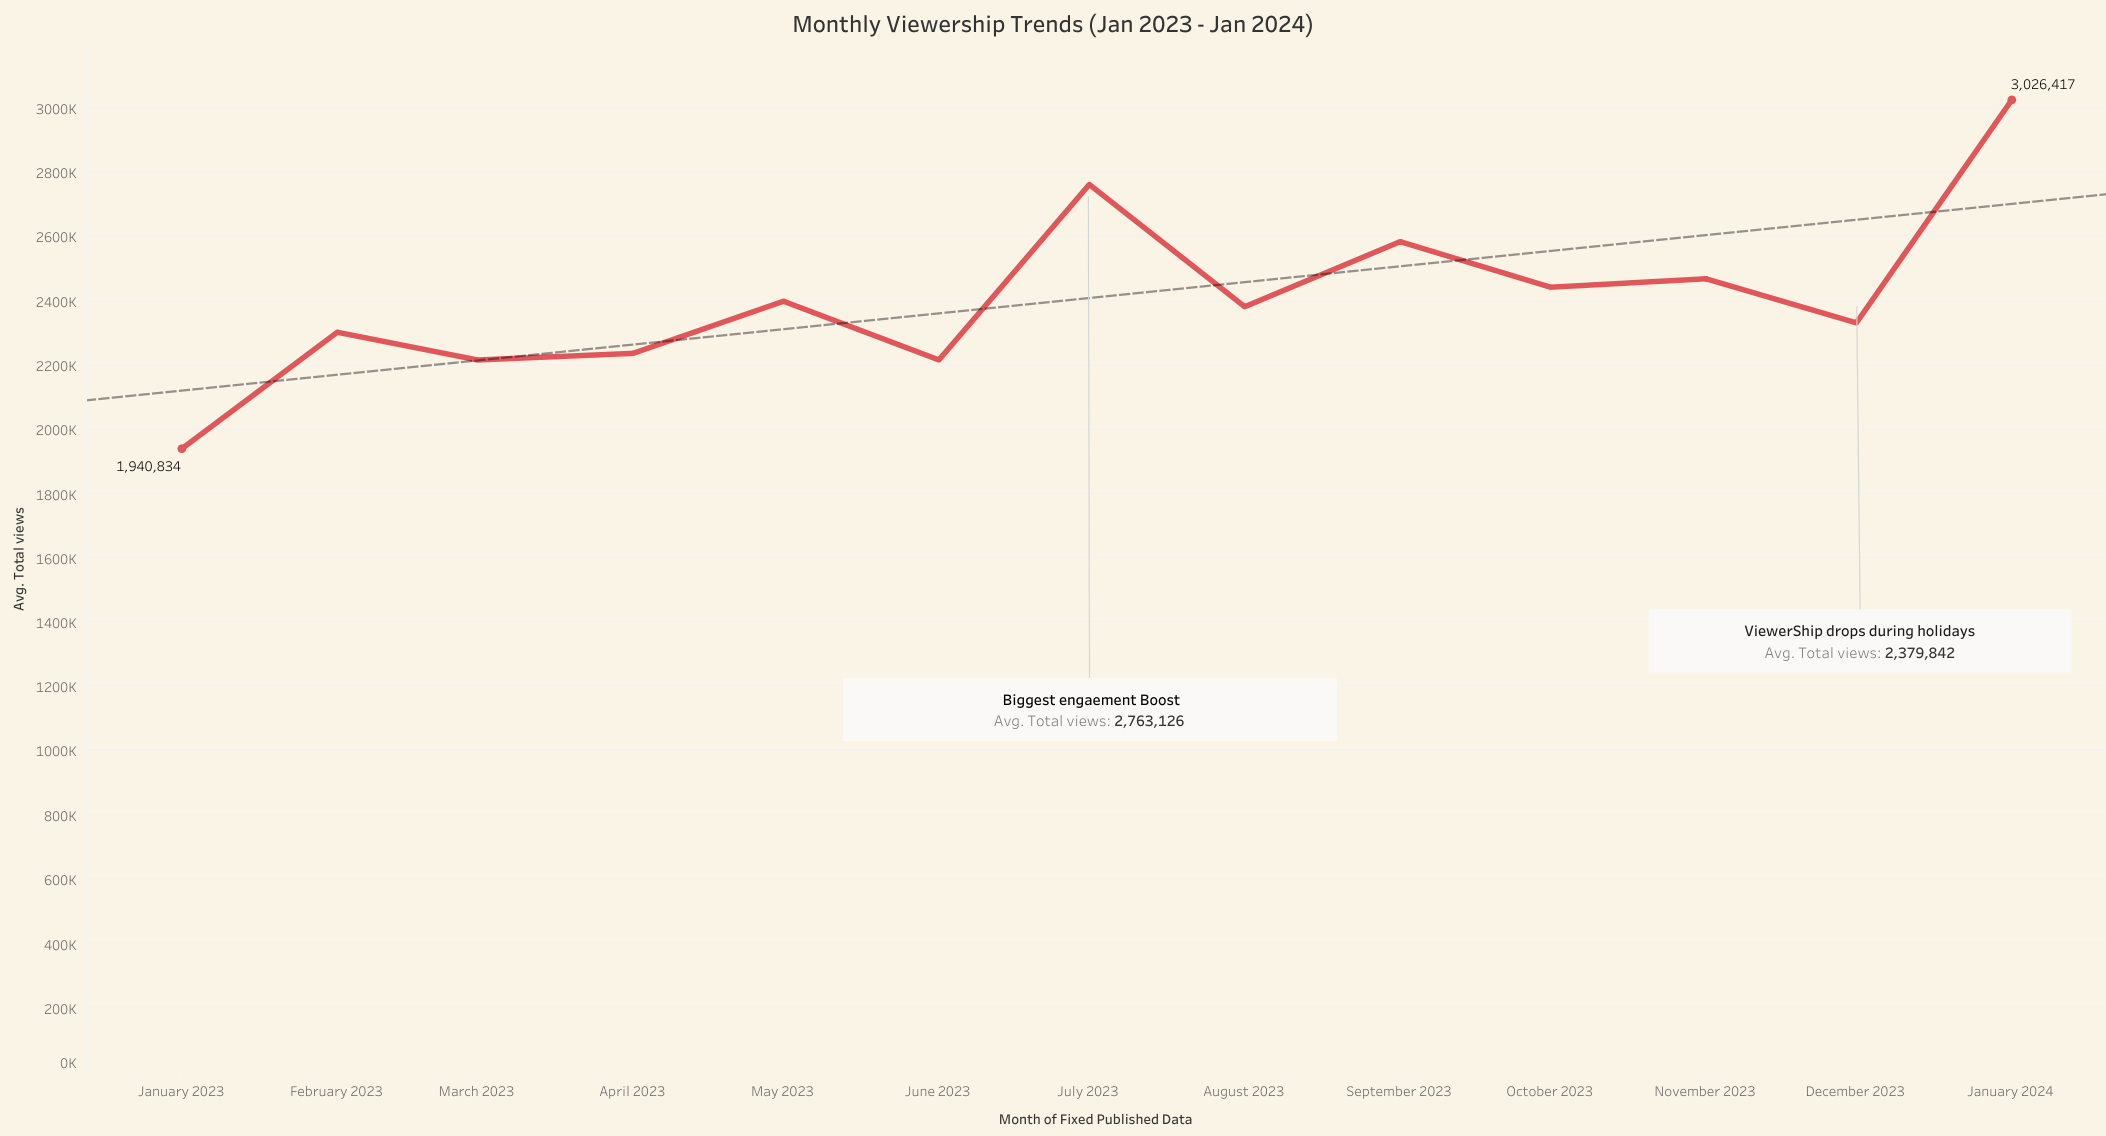 Monthly Viewership Trends (Jan 2023 - Jan 2024)
3,026,417
3000K
2800K
2600K
2400K
2200K
2000K
1,940,834
1800K
1600K
1400K
1200K
1000K
800K
600K
400K
200K
0K
Avg. Total views
ViewerShip drops during holidays
Avg. Total views: 2,379,842
Biggest engaement Boost
Avg. Total views: 2,763,126
January 2023
February 2023
March 2023
April 2023
May 2023
June 2023
July 2023
August 2023
September 2023
October 2023
November 2023
December 2023
January 2024
Month of Fixed Published Data